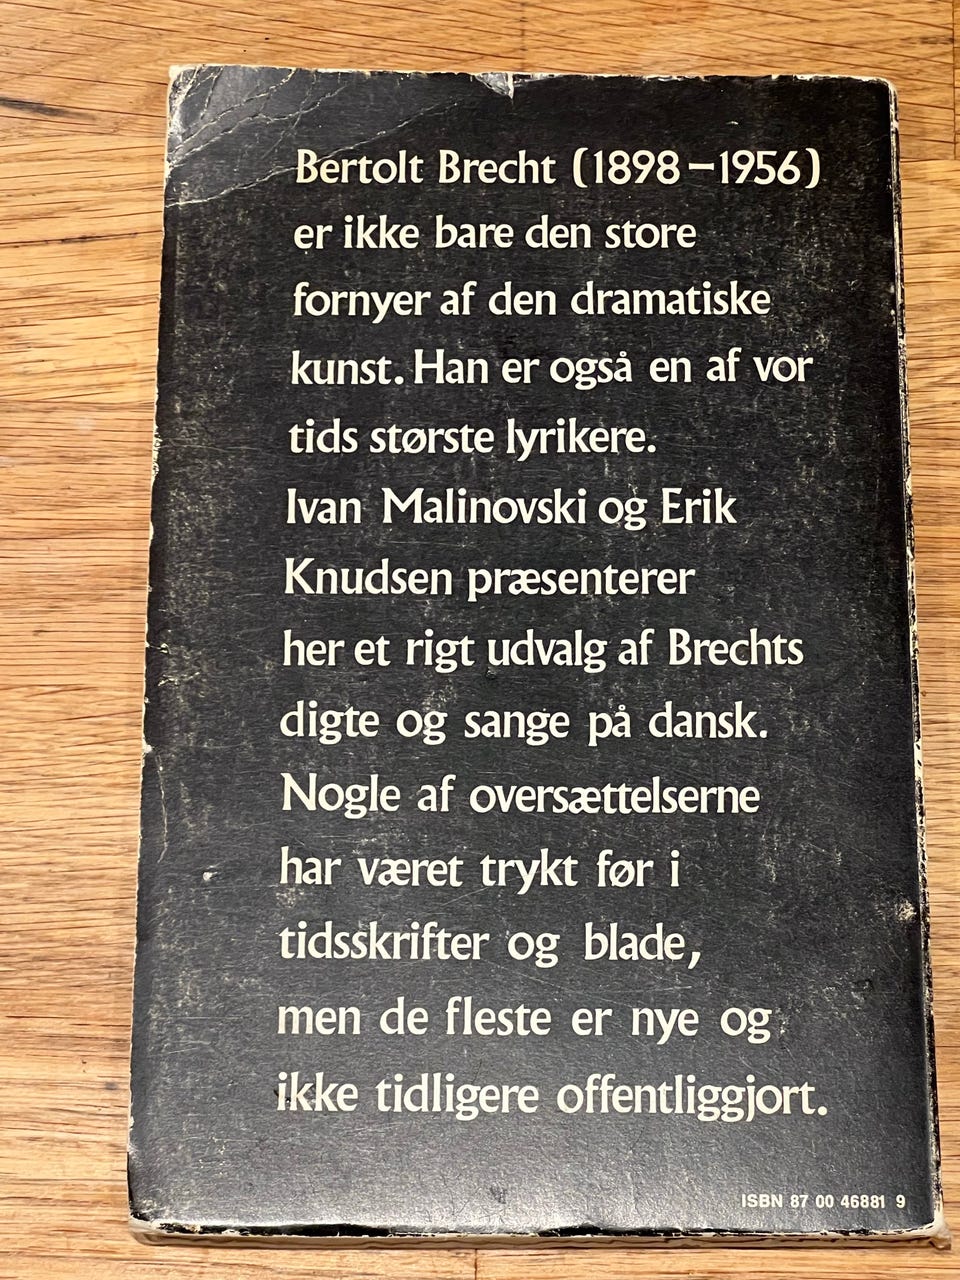 Bertolt Brecht (1898–1956)
er ikke bare den store
fornyer af den dramatiske
kunst. Han er også en af vor
tids største lyrikere.
Ivan Malinovski og Erik
Knudsen præsenterer
her et rigt udvalg af Brechts
digte og sange på dansk.
Nogle af oversættelserne
har været trykt før i
tidsskrifter og blade,
men de fleste er nye og
ikke tidligere offentliggjort.
ISBN 87 00 46881 9